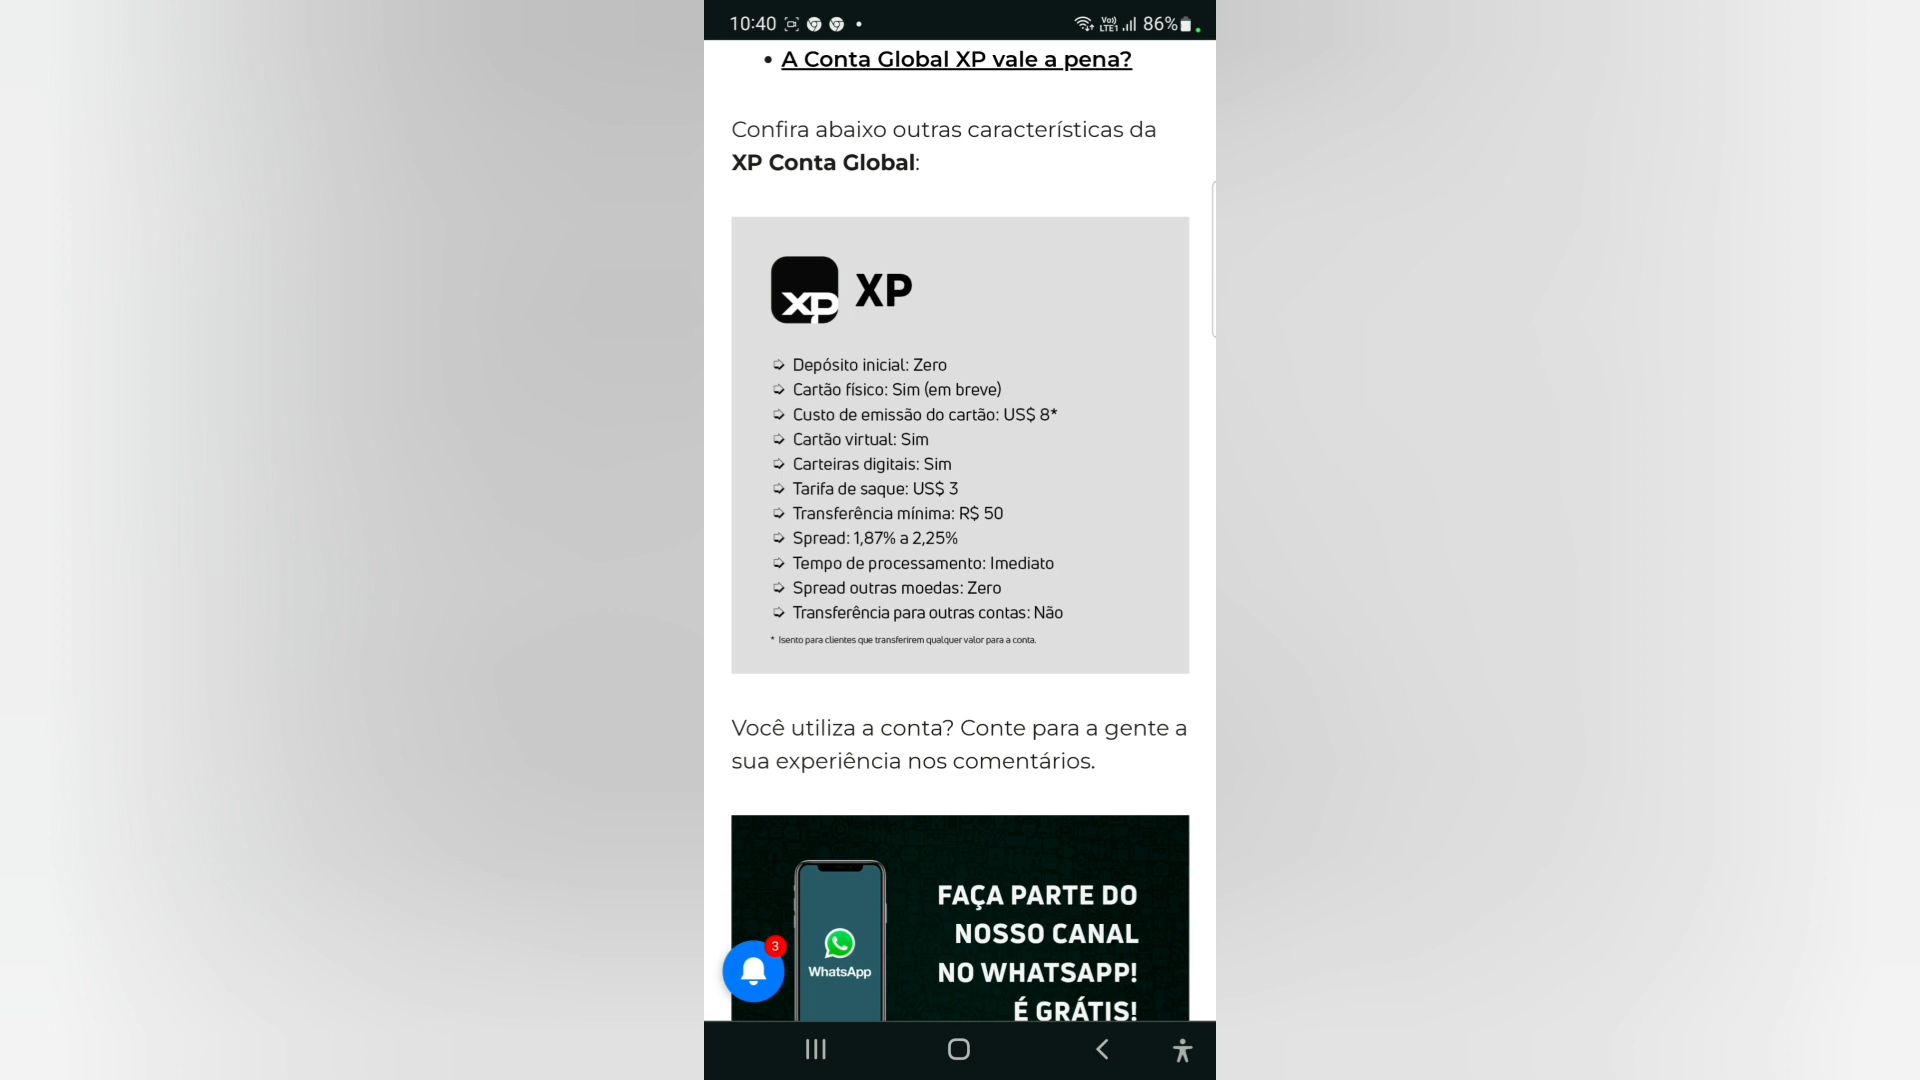 10:40
Vo))
LTE1
86%
A Conta Global XP vale a pena?
Confira abaixo outras características da
XP Conta Global:
xp XP
➯ Depósito inicial: Zero
➯ Cartão físico: Sim (em breve)
➯ Custo de emissão do cartão: US$ 8*
➯ Cartão virtual: Sim
➯ Carteiras digitais: Sim
➯ Tarifa de saque: US$ 3
➯ Transferência mínima: R$ 50
➯ Spread: 1,87% a 2,25%
➯ Tempo de processamento: Imediato
➯ Spread outras moedas: Zero
➯ Transferência para outras contas: Não
* Isento para clientes que transferirem qualquer valor para a conta.
Você utiliza a conta? Conte para a gente a
sua experiência nos comentários.
FAÇA PARTE DO
NOSSO CANAL
NO WHATSAPP!
É GRÁTIS!
WhatsApp
3